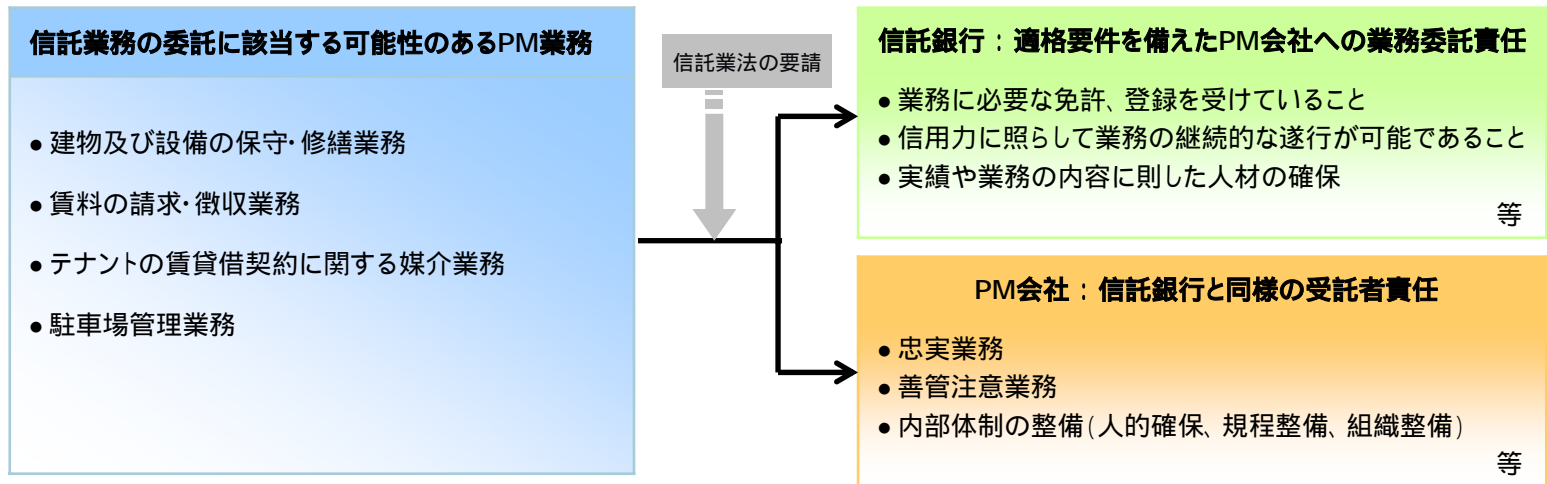 信託業務の委託に該当する可能性のあるPM業務
● 建物及び設備の保守・修繕業務
● 賃料の請求・徴収業務
● テナントの賃貸借契約に関する媒介業務
● 駐車場管理業務
信託業法の要請
信託銀行：適格要件を備えたPM会社への業務委託責任
● 業務に必要な免許、登録を受けていること
● 信用力に照らして業務の継続的な遂行が可能であること
● 実績や業務の内容に則した人材の確保
等
PM会社：信託銀行と同様の受託者責任
● 忠実業務
● 善管注意業務
● 内部体制の整備（人的確保、規程整備、組織整備）
等